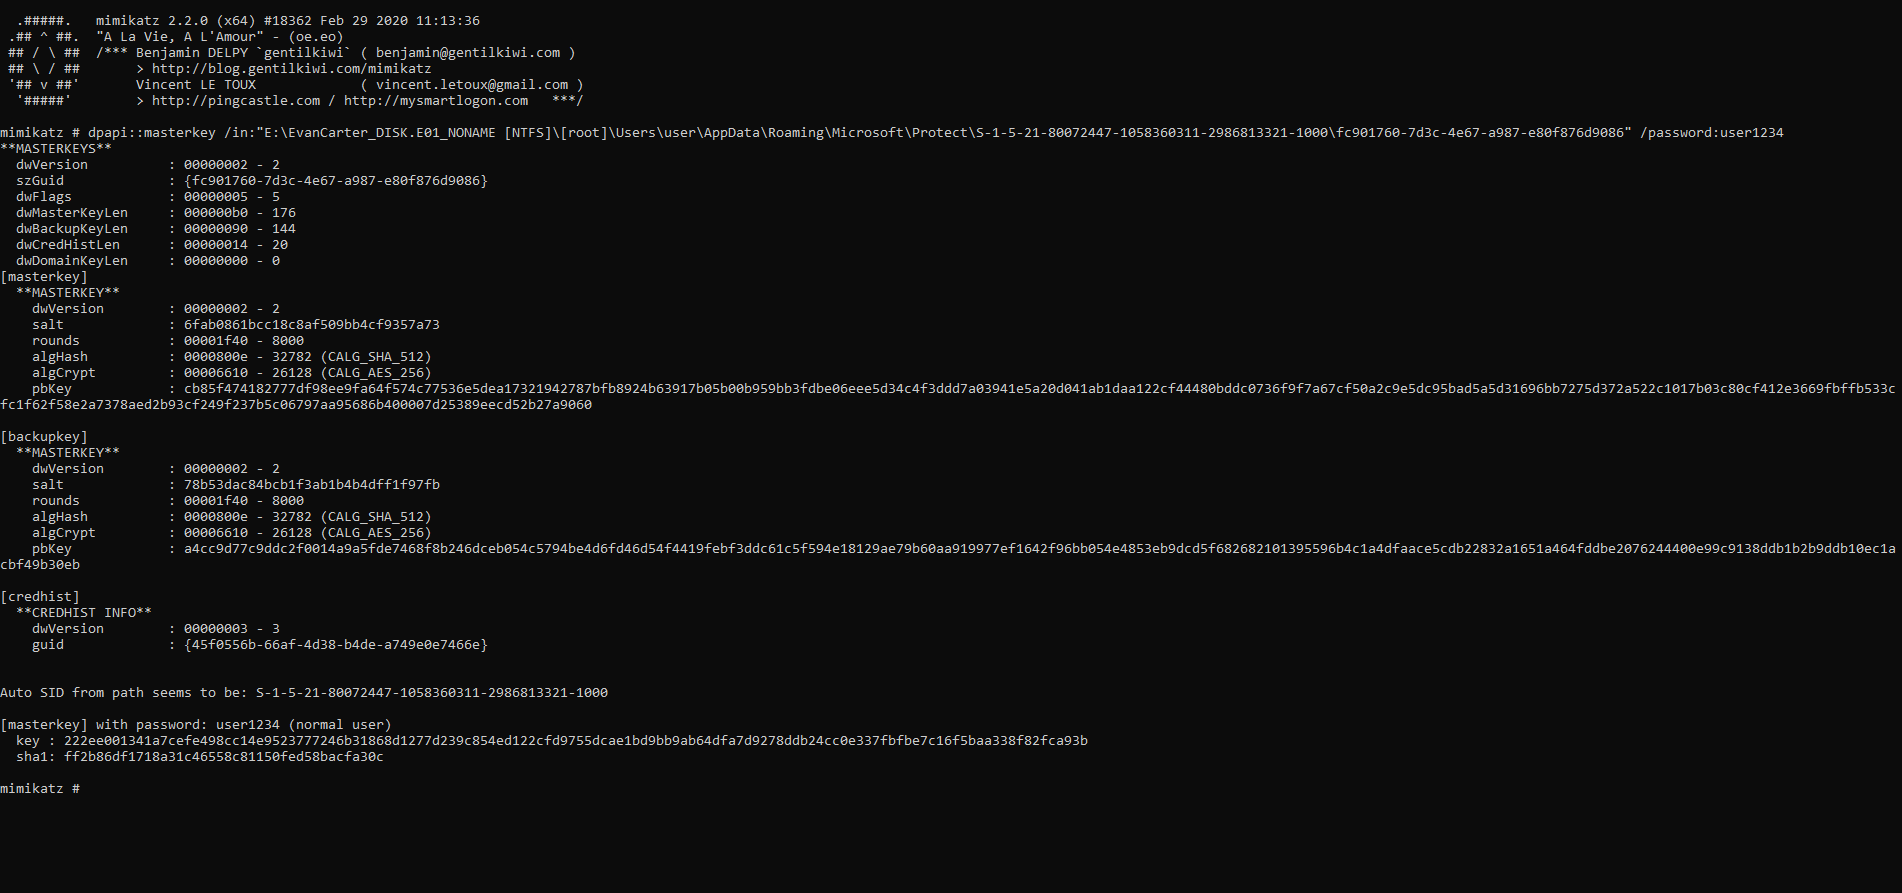 .#####.   mimikatz 2.2.0 (x64) #18362 Feb 29 2020 11:13:36
 .## ^ ##.  "A La Vie, A L'Amour" - (oe.eo)
 ## / \ ##  /*** Benjamin DELPY `gentilkiwi` ( benjamin@gentilkiwi.com )
 ## \ / ##       > http://blog.gentilkiwi.com/mimikatz
 '## v ##'       Vincent LE TOUX             ( vincent.letoux@gmail.com )
  '#####'        > http://pingcastle.com / http://mysmartlogon.com   ***/
mimikatz # dpapi::masterkey /in:"E:\EvanCarter_DISK.E01_NONAME [NTFS]\[root]\Users\user\AppData\Roaming\Microsoft\Protect\S-1-5-21-80072447-1058360311-2986813321-1000\fc901760-7d3c-4e67-a987-e80f876d9086" /password:user1234
**MASTERKEYS**
  dwVersion          : 00000002 - 2
  szGuid             : {fc901760-7d3c-4e67-a987-e80f876d9086}
  dwFlags            : 00000005 - 5
  dwMasterKeyLen     : 000000b0 - 176
  dwBackupKeyLen     : 00000090 - 144
  dwCredHistLen      : 00000014 - 20
  dwDomainKeyLen     : 00000000 - 0
[masterkey]
  **MASTERKEY**
    dwVersion        : 00000002 - 2
    salt             : 6fab0861bcc18c8af509bb4cf9357a73
    rounds           : 00001f40 - 8000
    algHash          : 0000800e - 32782 (CALG_SHA_512)
    algCrypt         : 00006610 - 26128 (CALG_AES_256)
    pbKey            : cb85f474182777df98ee9fa64f574c77536e5dea17321942787bfb8924b63917b05b00b959bb3fdbe06eee5d34c4f3ddd7a03941e5a20d041ab1daa122cf44480bddc0736f9f7a67cf50a2c9e5dc95bad5a5d31696bb7275d372a522c1017b03c80cf412e3669fbffb533c
fc1f62f58e2a7378aed2b93cf249f237b5c06797aa95686b400007d25389eecd52b27a9060
[backupkey]
  **MASTERKEY**
    dwVersion        : 00000002 - 2
    salt             : 78b53dac84bcb1f3ab1b4b4dff1f97fb
    rounds           : 00001f40 - 8000
    algHash          : 0000800e - 32782 (CALG_SHA_512)
    algCrypt         : 00006610 - 26128 (CALG_AES_256)
    pbKey            : a4cc9d77c9ddc2f0014a9a5fde7468f8b246dceb054c5794be4d6fd46d54f4419febf3ddc61c5f594e18129ae79b60aa919977ef1642f96bb054e4853eb9dcd5f682682101395596b4c1a4dfaace5cdb22832a1651a464fddbe2076244400e99c9138ddb1b2b9ddb10ec1a
cbf49b30eb
[credhist]
  **CREDHIST INFO**
    dwVersion        : 00000003 - 3
    guid             : {45f0556b-66af-4d38-b4de-a749e0e7466e}
Auto SID from path seems to be: S-1-5-21-80072447-1058360311-2986813321-1000
[masterkey] with password: user1234 (normal user)
  key : 222ee001341a7cefe498cc14e9523777246b31868d1277d239c854ed122cfd9755dcae1bd9bb9ab64dfa7d9278ddb24cc0e337fbfbe7c16f5baa338f82fca93b
  sha1: ff2b86df1718a31c46558c81150fed58bacfa30c
mimikatz #